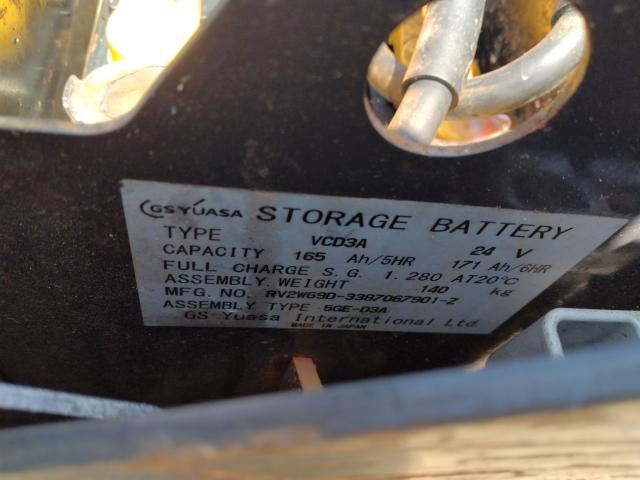 GS YUASA STORAGE BATTERY
TYPE VCD3A 24 V
CAPACITY 165 Ah/5HR 171 Ah/6HR
FULL CHARGE S.G. 1.280 AT20℃
ASSEMBLY. WEIGHT 140 kg
MFG. NO. RV2W69D-3387067901-Z
ASSEMBLY TYPE 5GE-D3A
GS Yuasa International Ltd.
MADE IN JAPAN